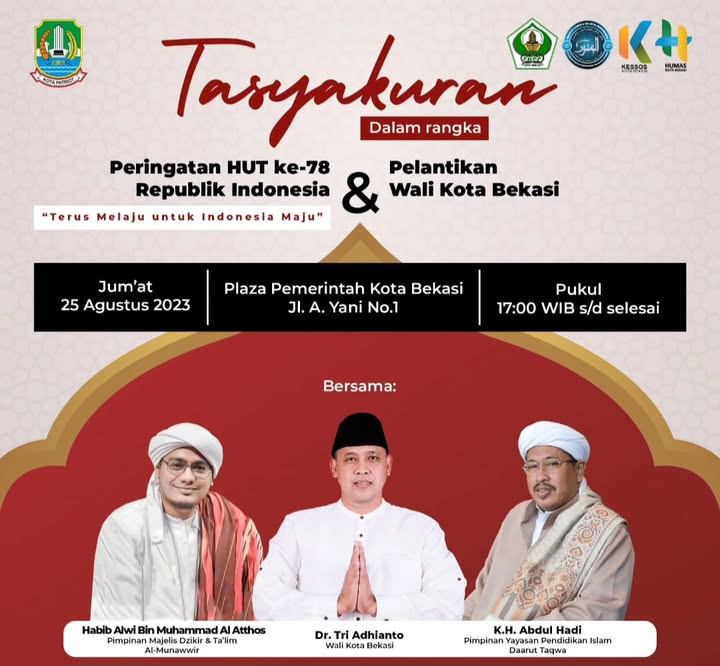 Tasyakuran
Dalam rangka
Peringatan HUT ke-78
Republik Indonesia
"Terus Melaju untuk Indonesia Maju"
&
Pelantikan
Wali Kota Bekasi
Jum'at
25 Agustus 2023
Plaza Pemerintah Kota Bekasi
Jl. A. Yani No.1
Pukul
17:00 WIB s/d selesai
Bersama:
Habib Alwi Bin Muhammad Al Atthos
Pimpinan Majelis Dzikir & Ta'lim
Al-Munawwir
Dr. Tri Adhianto
Wali Kota Bekasi
K.H. Abdul Hadi
Pimpinan Yayasan Pendidikan Islam
Daarut Taqwa
KOTA PATRIOT
KESSOS
HUMAS
KOTA BEKASI